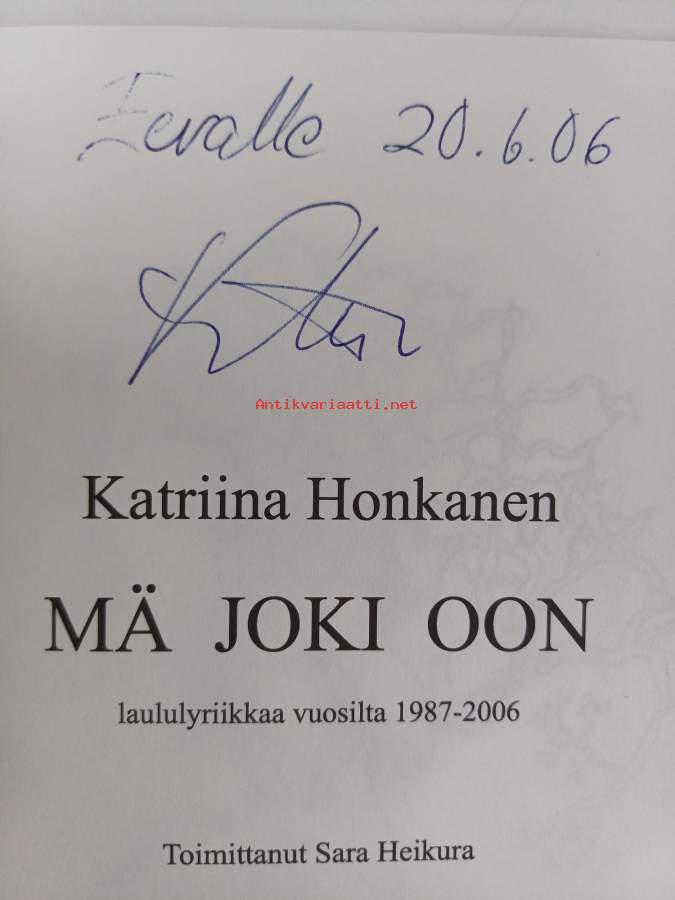 Eevalle 20.6.06
Antikvariaatti.net
Katriina Honkanen
MÄ JOKI OON
laululyriikkaa vuosilta 1987-2006
Toimittanut Sara Heikura